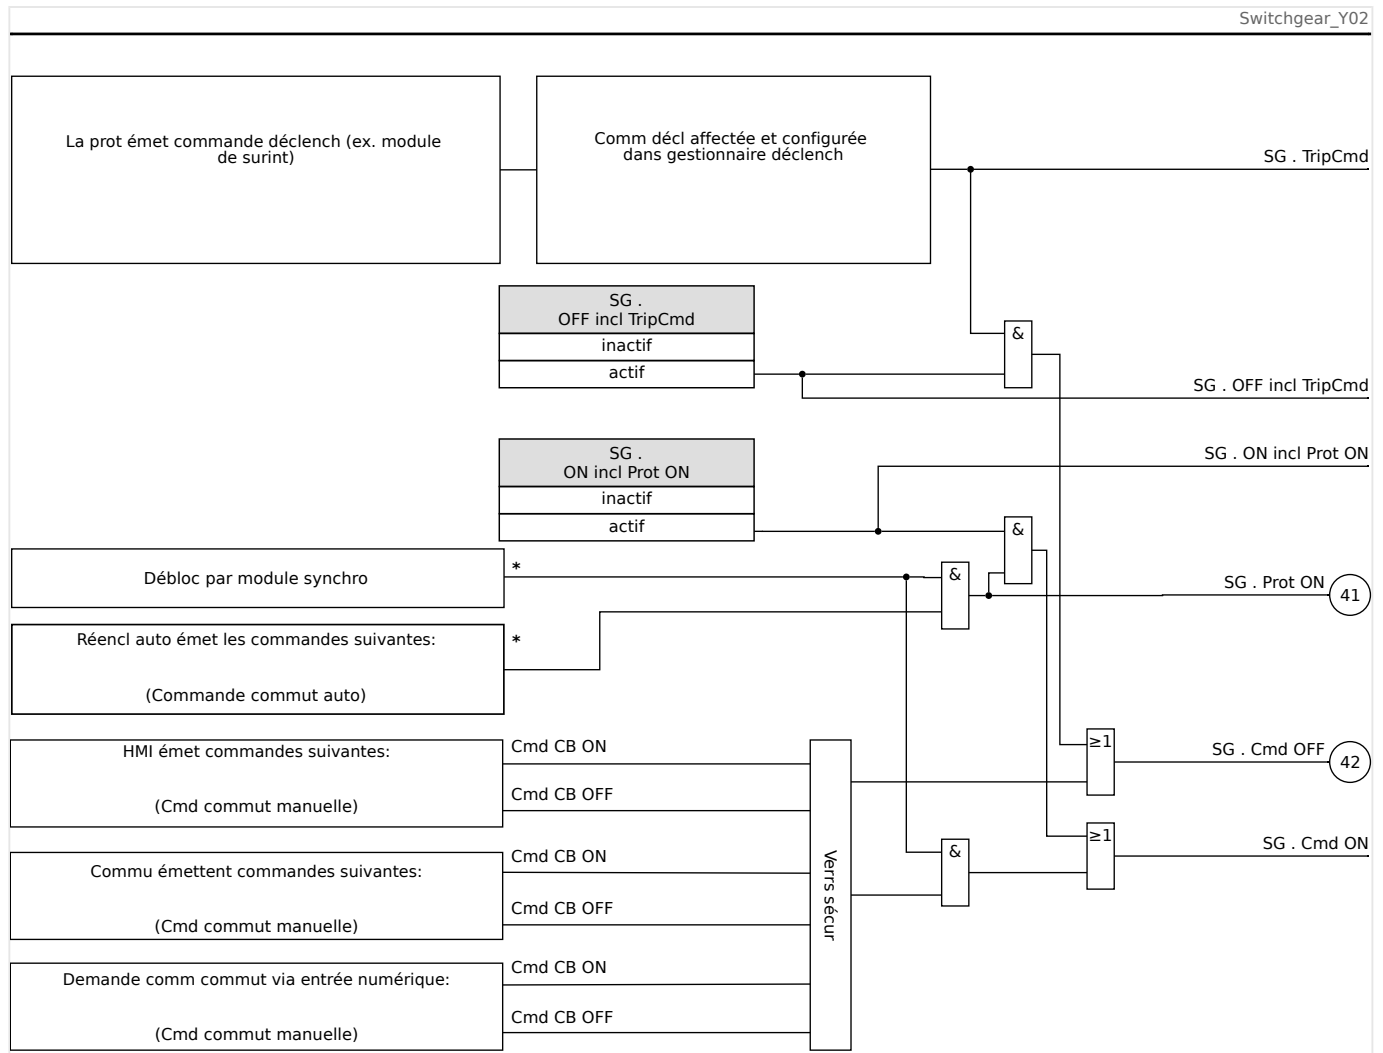 Switchgear_Y02
La prot émet commande déclench (ex. module
de surint)
Comm décl affectée et configurée
dans gestionnaire déclench
SG . TripCmd
SG .
OFF incl TripCmd
inactif
actif
&
SG . OFF incl TripCmd
SG .
ON incl Prot ON
inactif
actif
SG . ON incl Prot ON
&
Débloc par module synchro
*
&
SG . Prot ON
41
Réencl auto émet les commandes suivantes:
*
(Commande commut auto)
HMI émet commandes suivantes:
(Cmd commut manuelle)
Cmd CB ON
Cmd CB OFF
≥1
SG . Cmd OFF
42
Commu émettent commandes suivantes:
(Cmd commut manuelle)
Cmd CB ON
Cmd CB OFF
Verrs sécur
&
≥1
SG . Cmd ON
Demande comm commut via entrée numérique:
(Cmd commut manuelle)
Cmd CB ON
Cmd CB OFF